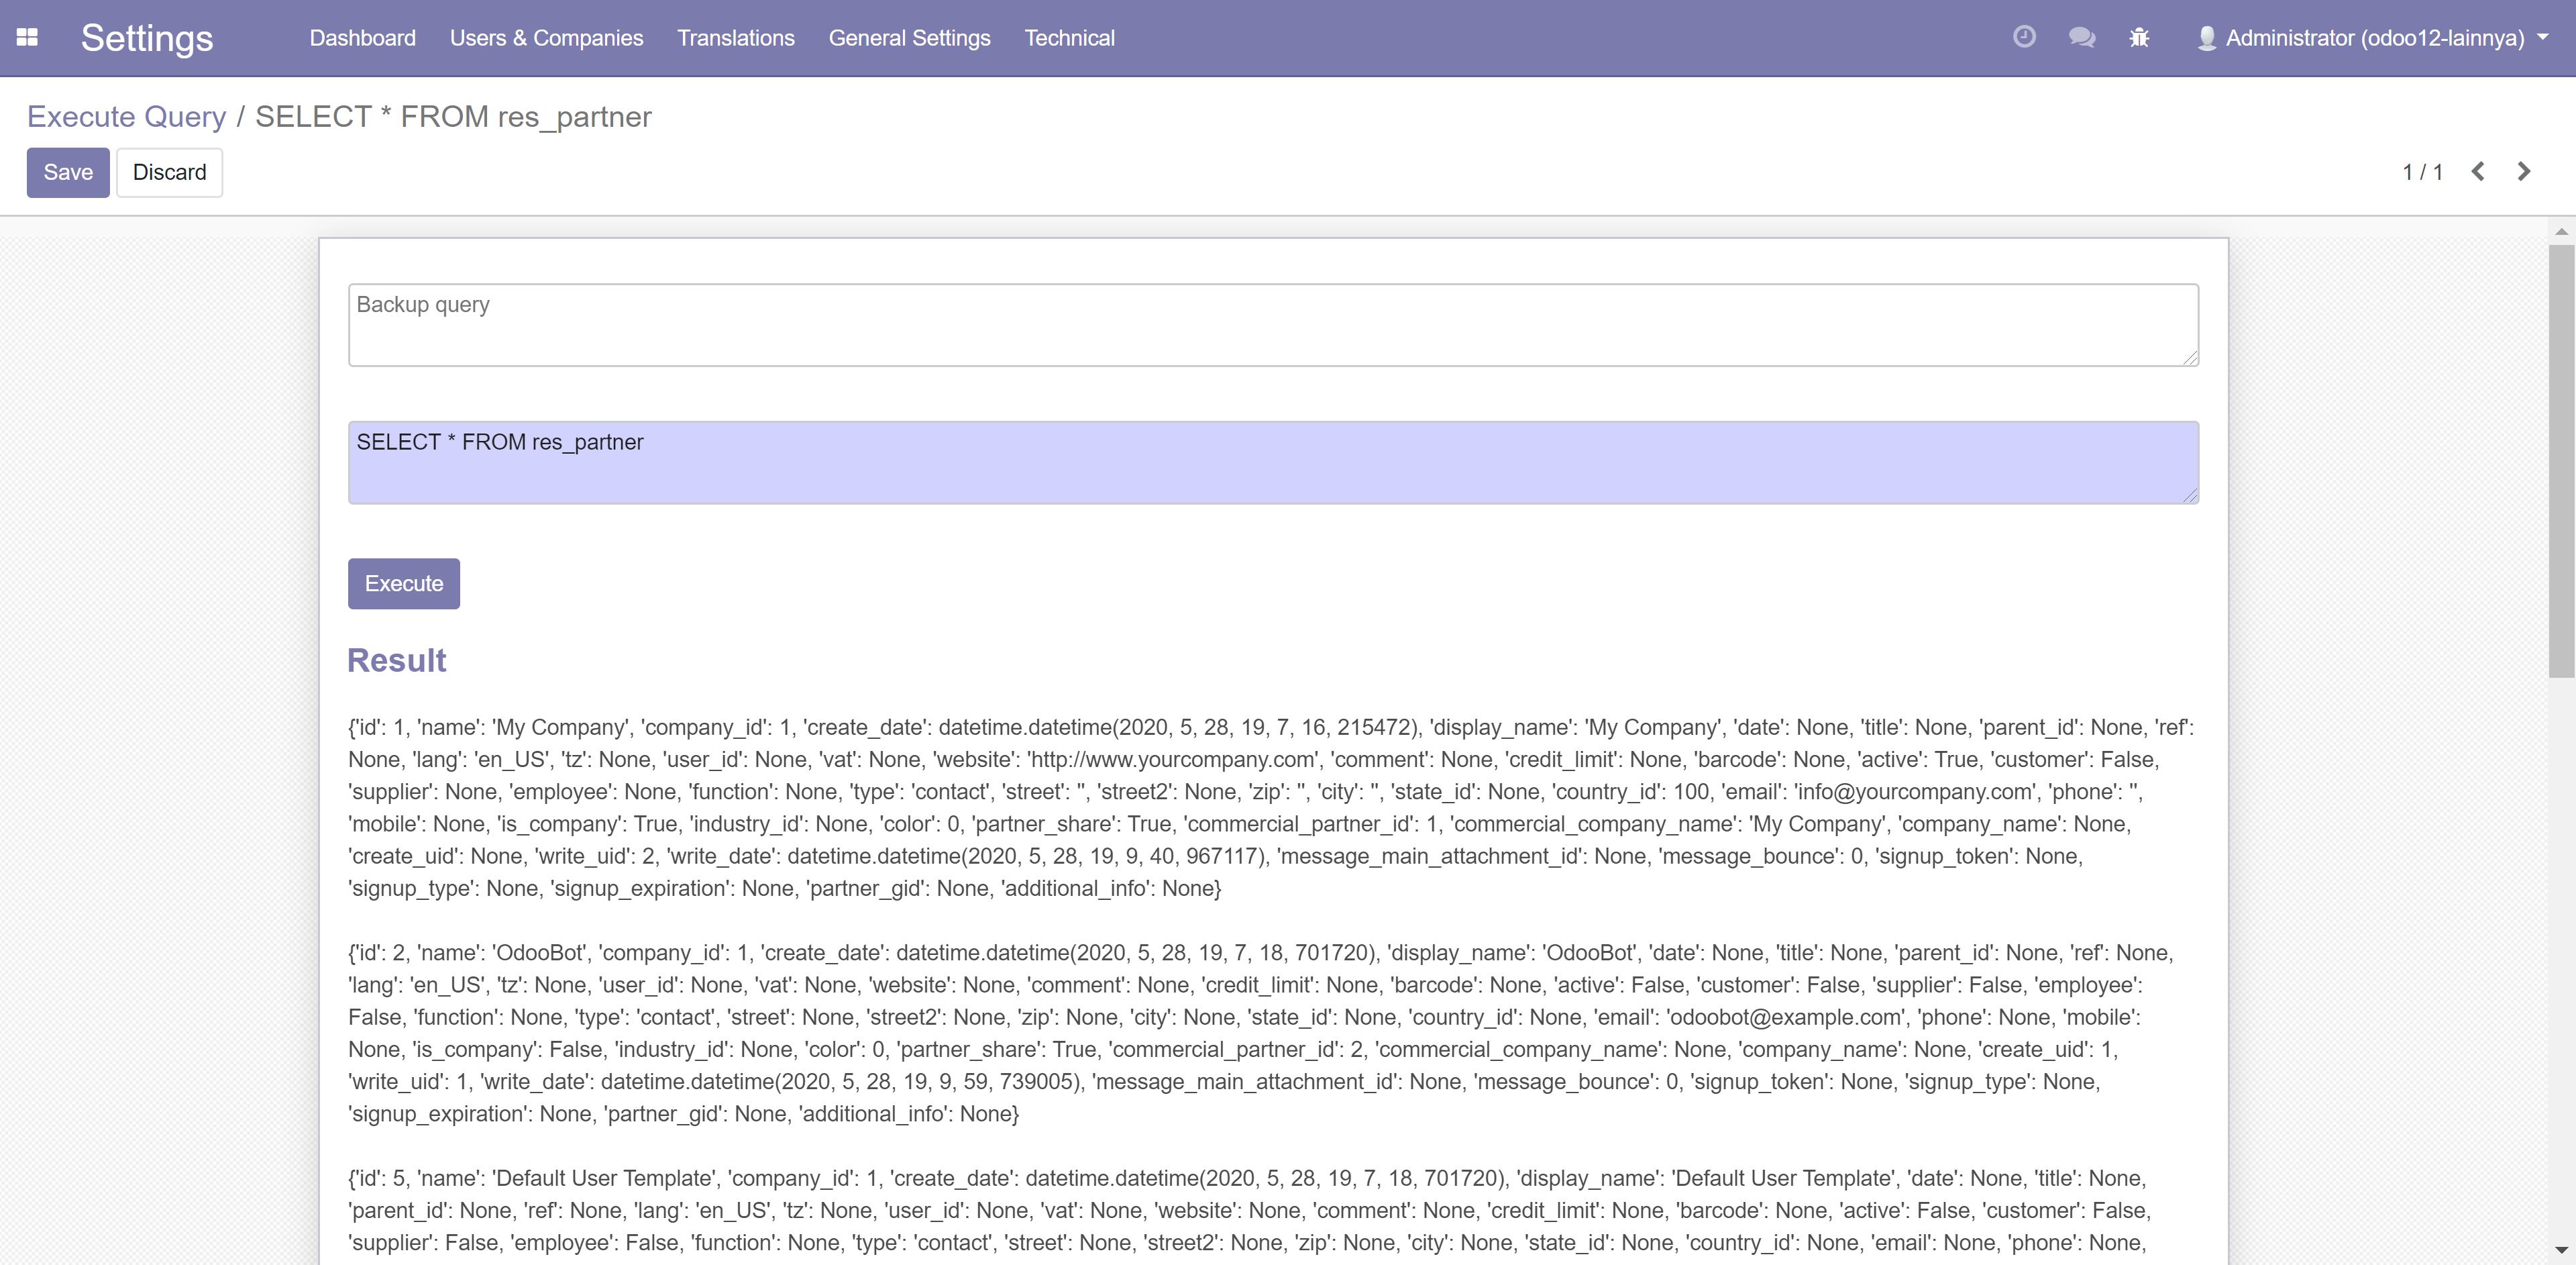 Settings Dashboard Users & Companies Translations General Settings Technical Administrator (odoo12-lainnya)
Execute Query / SELECT * FROM res_partner
Save Discard 1 / 1
Backup query
SELECT * FROM res_partner
Execute
Result
{'id': 1, 'name': 'My Company', 'company_id': 1, 'create_date': datetime.datetime(2020, 5, 28, 19, 7, 16, 215472), 'display_name': 'My Company', 'date': None, 'title': None, 'parent_id': None, 'ref':
None, 'lang': 'en_US', 'tz': None, 'user_id': None, 'vat': None, 'website': 'http://www.yourcompany.com', 'comment': None, 'credit_limit': None, 'barcode': None, 'active': True, 'customer': False,
'supplier': None, 'employee': None, 'function': None, 'type': 'contact', 'street': '', 'street2': None, 'zip': '', 'city': '', 'state_id': None, 'country_id': 100, 'email': 'info@yourcompany.com', 'phone': '',
'mobile': None, 'is_company': True, 'industry_id': None, 'color': 0, 'partner_share': True, 'commercial_partner_id': 1, 'commercial_company_name': 'My Company', 'company_name': None,
'create_uid': None, 'write_uid': 2, 'write_date': datetime.datetime(2020, 5, 28, 19, 9, 40, 967117), 'message_main_attachment_id': None, 'message_bounce': 0, 'signup_token': None,
'signup_type': None, 'signup_expiration': None, 'partner_gid': None, 'additional_info': None}
{'id': 2, 'name': 'OdooBot', 'company_id': 1, 'create_date': datetime.datetime(2020, 5, 28, 19, 7, 18, 701720), 'display_name': 'OdooBot', 'date': None, 'title': None, 'parent_id': None, 'ref': None,
'lang': 'en_US', 'tz': None, 'user_id': None, 'vat': None, 'website': None, 'comment': None, 'credit_limit': None, 'barcode': None, 'active': False, 'customer': False, 'supplier': False, 'employee':
False, 'function': None, 'type': 'contact', 'street': None, 'street2': None, 'zip': None, 'city': None, 'state_id': None, 'country_id': None, 'email': 'odoobot@example.com', 'phone': None, 'mobile':
None, 'is_company': False, 'industry_id': None, 'color': 0, 'partner_share': True, 'commercial_partner_id': 2, 'commercial_company_name': None, 'company_name': None, 'create_uid': 1,
'write_uid': 1, 'write_date': datetime.datetime(2020, 5, 28, 19, 9, 59, 739005), 'message_main_attachment_id': None, 'message_bounce': 0, 'signup_token': None, 'signup_type': None,
'signup_expiration': None, 'partner_gid': None, 'additional_info': None}
{'id': 5, 'name': 'Default User Template', 'company_id': 1, 'create_date': datetime.datetime(2020, 5, 28, 19, 7, 18, 701720), 'display_name': 'Default User Template', 'date': None, 'title': None,
'parent_id': None, 'ref': None, 'lang': 'en_US', 'tz': None, 'user_id': None, 'vat': None, 'website': None, 'comment': None, 'credit_limit': None, 'barcode': None, 'active': False, 'customer': False,
'supplier': False, 'employee': False, 'function': None, 'type': 'contact', 'street': None, 'street2': None, 'zip': None, 'city': None, 'state_id': None, 'country_id': None, 'email': None, 'phone': None,